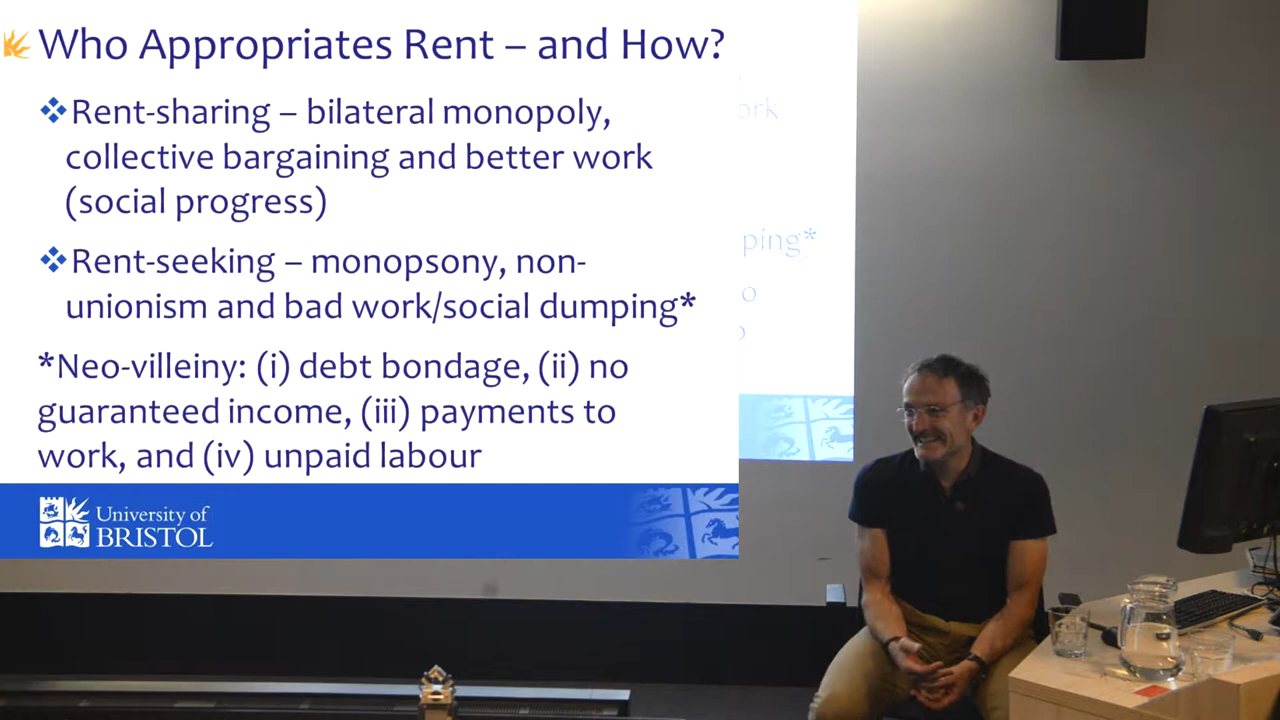 Who Appropriates Rent – and How?
Rent-sharing – bilateral monopoly,
collective bargaining and better work
(social progress)
Rent-seeking – monopsony, non-
unionism and bad work/social dumping*
*Neo-villeiny: (i) debt bondage, (ii) no
guaranteed income, (iii) payments to
work, and (iv) unpaid labour
University of
BRISTOL
ork
ping*
o